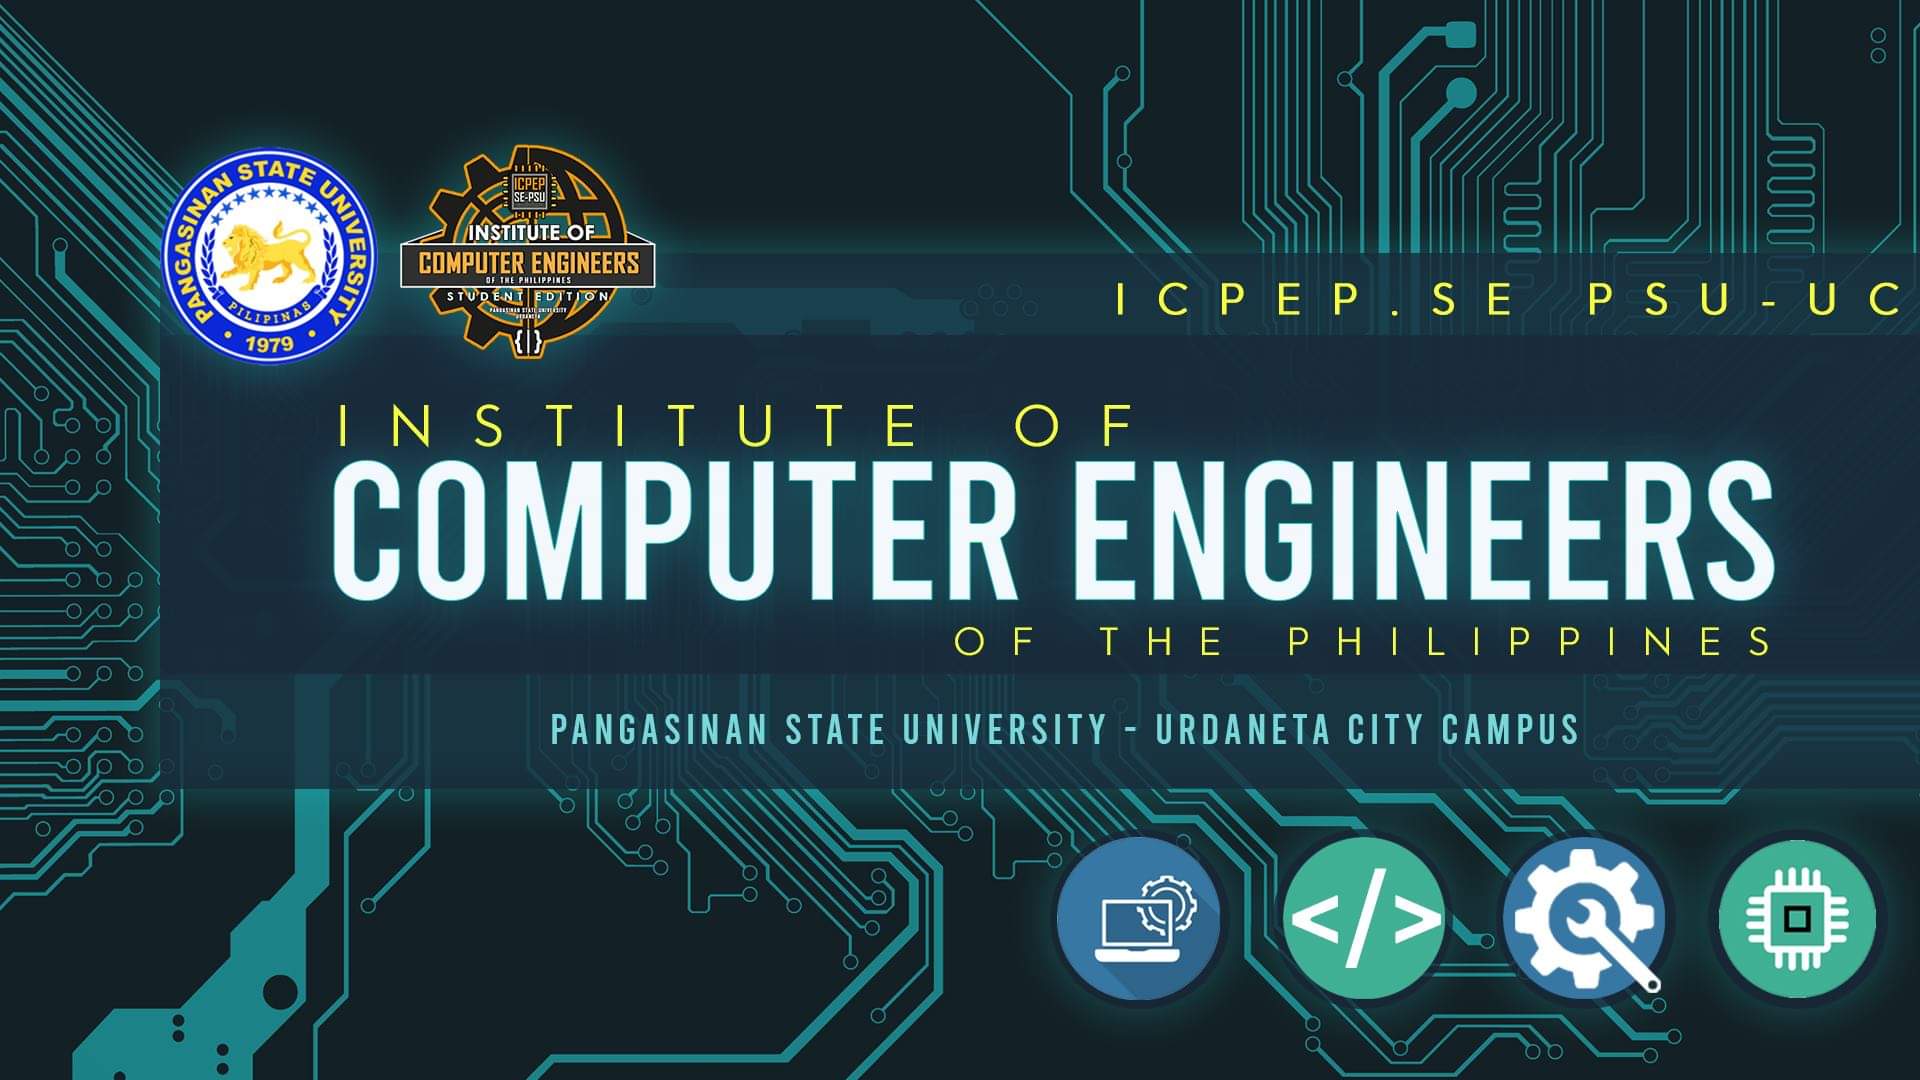 PANGASINAN STATE UNIVERSITY
PILIPINAS
1979
ICPEP
SE-PSU
INSTITUTE OF
COMPUTER ENGINEERS
OF THE PHILIPPINES
STUDENT EDITION
PANGASINAN STATE UNIVERSITY
URDANETA
{|}
ICPEP.SE PSU-UC
INSTITUTE OF
COMPUTER ENGINEERS
OF THE PHILIPPINES
PANGASINAN STATE UNIVERSITY - URDANETA CITY CAMPUS
</>